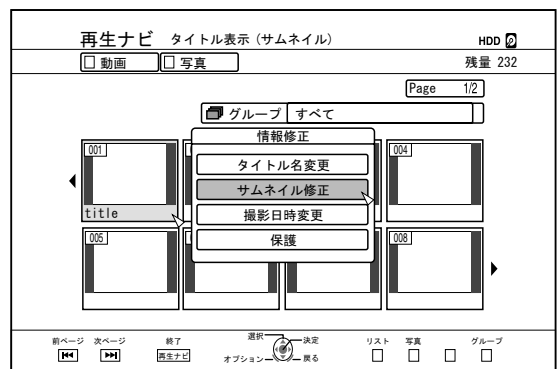 再生ナビ タイトル表示（サムネイル） HDD
動画 写真 残量 232
Page 1/2
グループ すべて
情報修正
001 004
タイトル名変更
サムネイル修正
title
撮影日時変更
005 008
保護
前ページ 次ページ 終了 選択 決定 リスト 写真 グループ
再生ナビ オプション 戻る